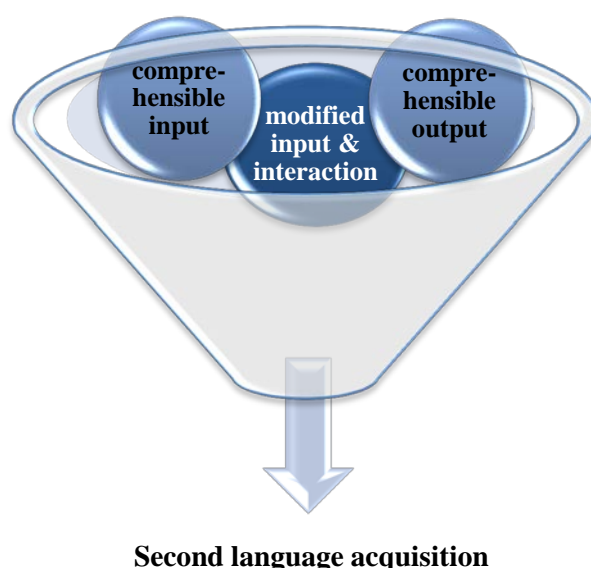 compre-
hensible
input
modified
input &
interaction
compre-
hensible
output
Second language acquisition